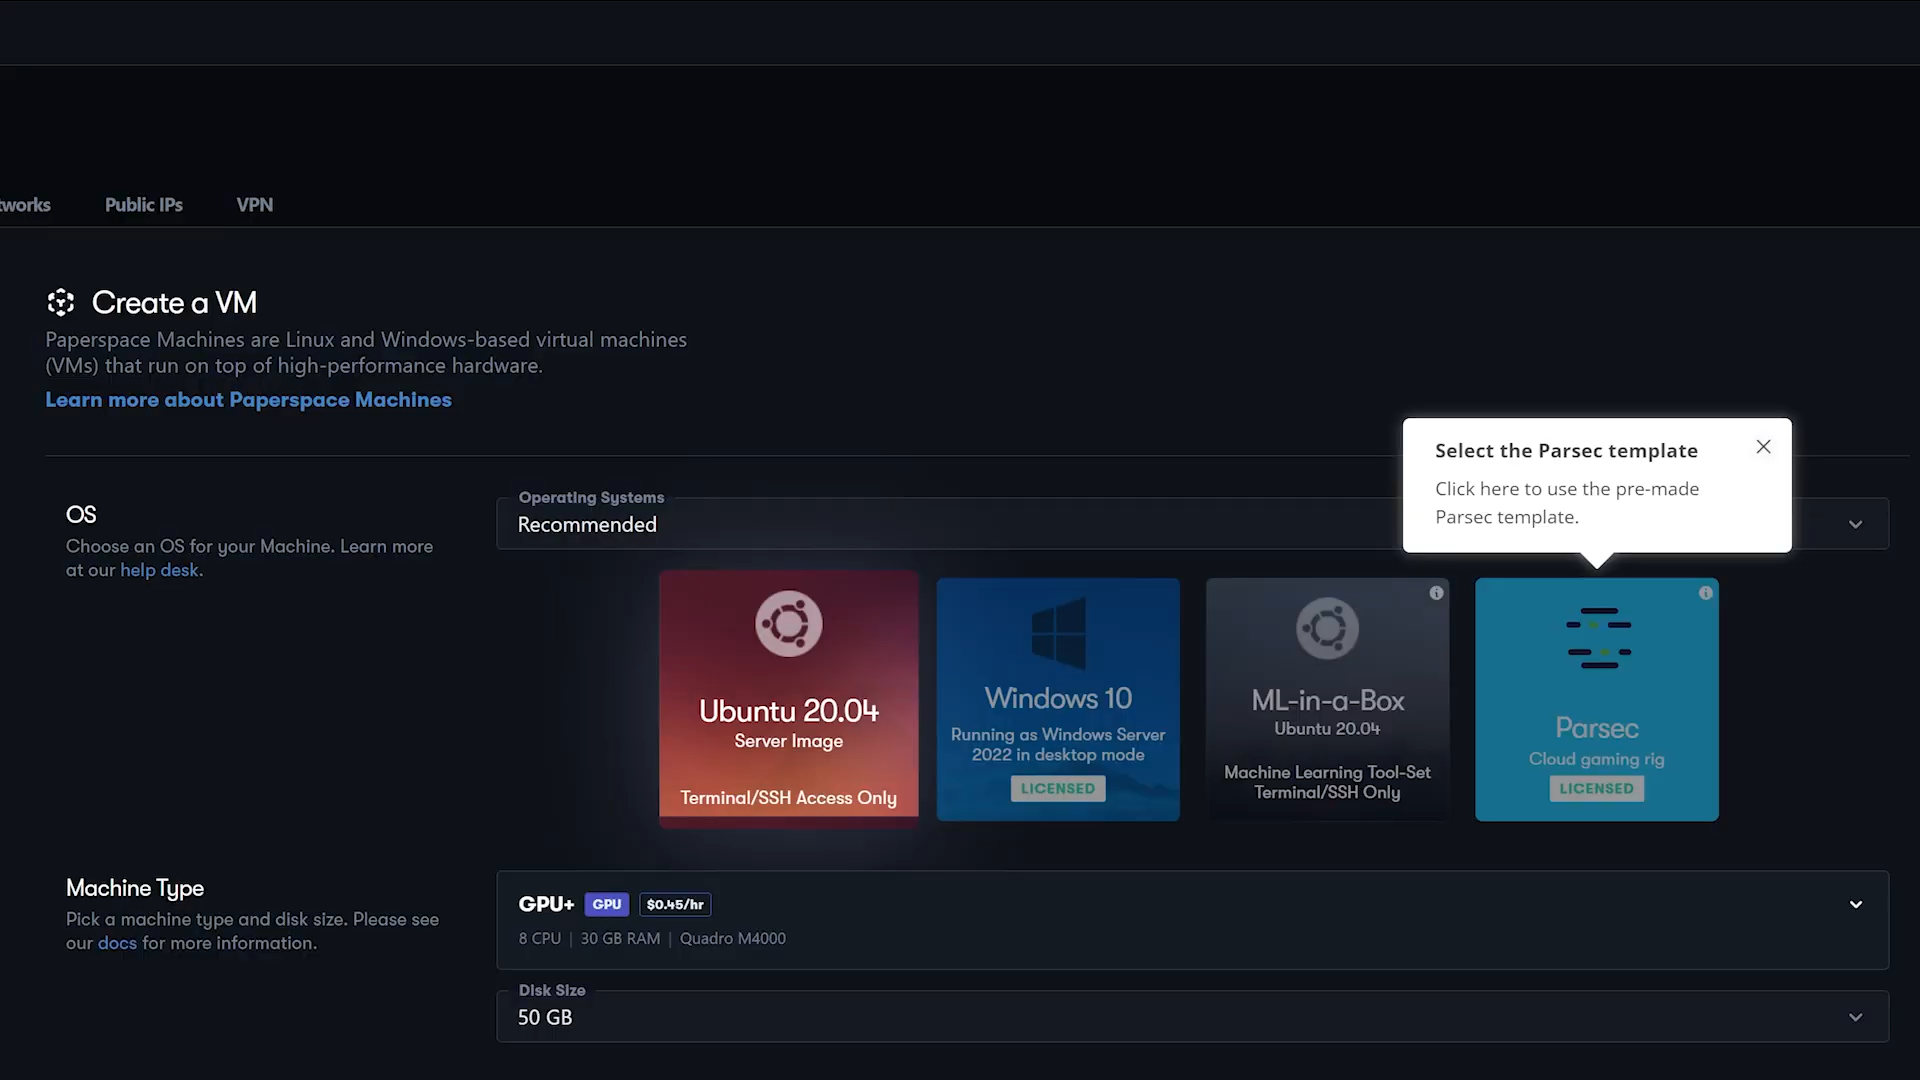 Public IPs
VPN
Create a VM
Paperspace Machines are Linux and Windows-based virtual machines
(VMs) that run on top of high-performance hardware.
Learn more about Paperspace Machines
Select the Parsec template
Click here to use the pre-made
Parsec template.
OS
Choose an OS for your Machine. Learn more
at our help desk.
Operating Systems
Recommended
Ubuntu 20.04
Server Image
Terminal/SSH Access Only
Windows 10
Running as Windows Server
2022 in desktop mode
LICENSED
ML-in-a-Box
Ubuntu 20.04
Machine Learning Tool-Set
Terminal/SSH Only
Parsec
Cloud gaming rig
LICENSED
Machine Type
Pick a machine type and disk size. Please see
our docs for more information.
GPU+ GPU $0.45/hr
8 CPU | 30 GB RAM | Quadro M4000
Disk Size
50 GB